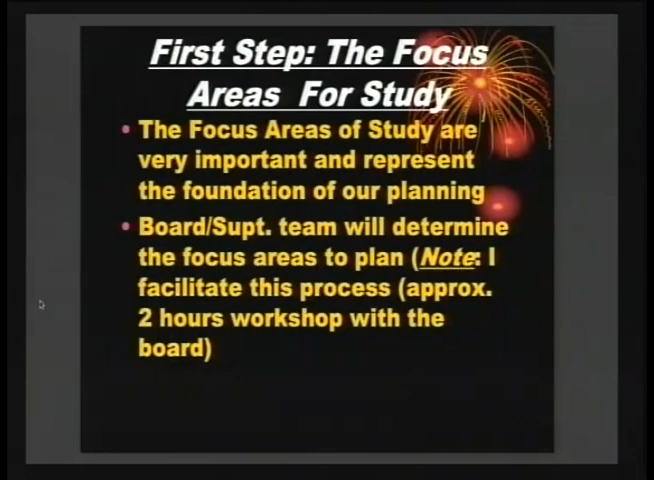 First Step: The Focus
Areas For Study
• The Focus Areas of Study are
very important and represent
the foundation of our planning
• Board/Supt. team will determine
the focus areas to plan (Note: I
facilitate this process (approx.
2 hours workshop with the
board)